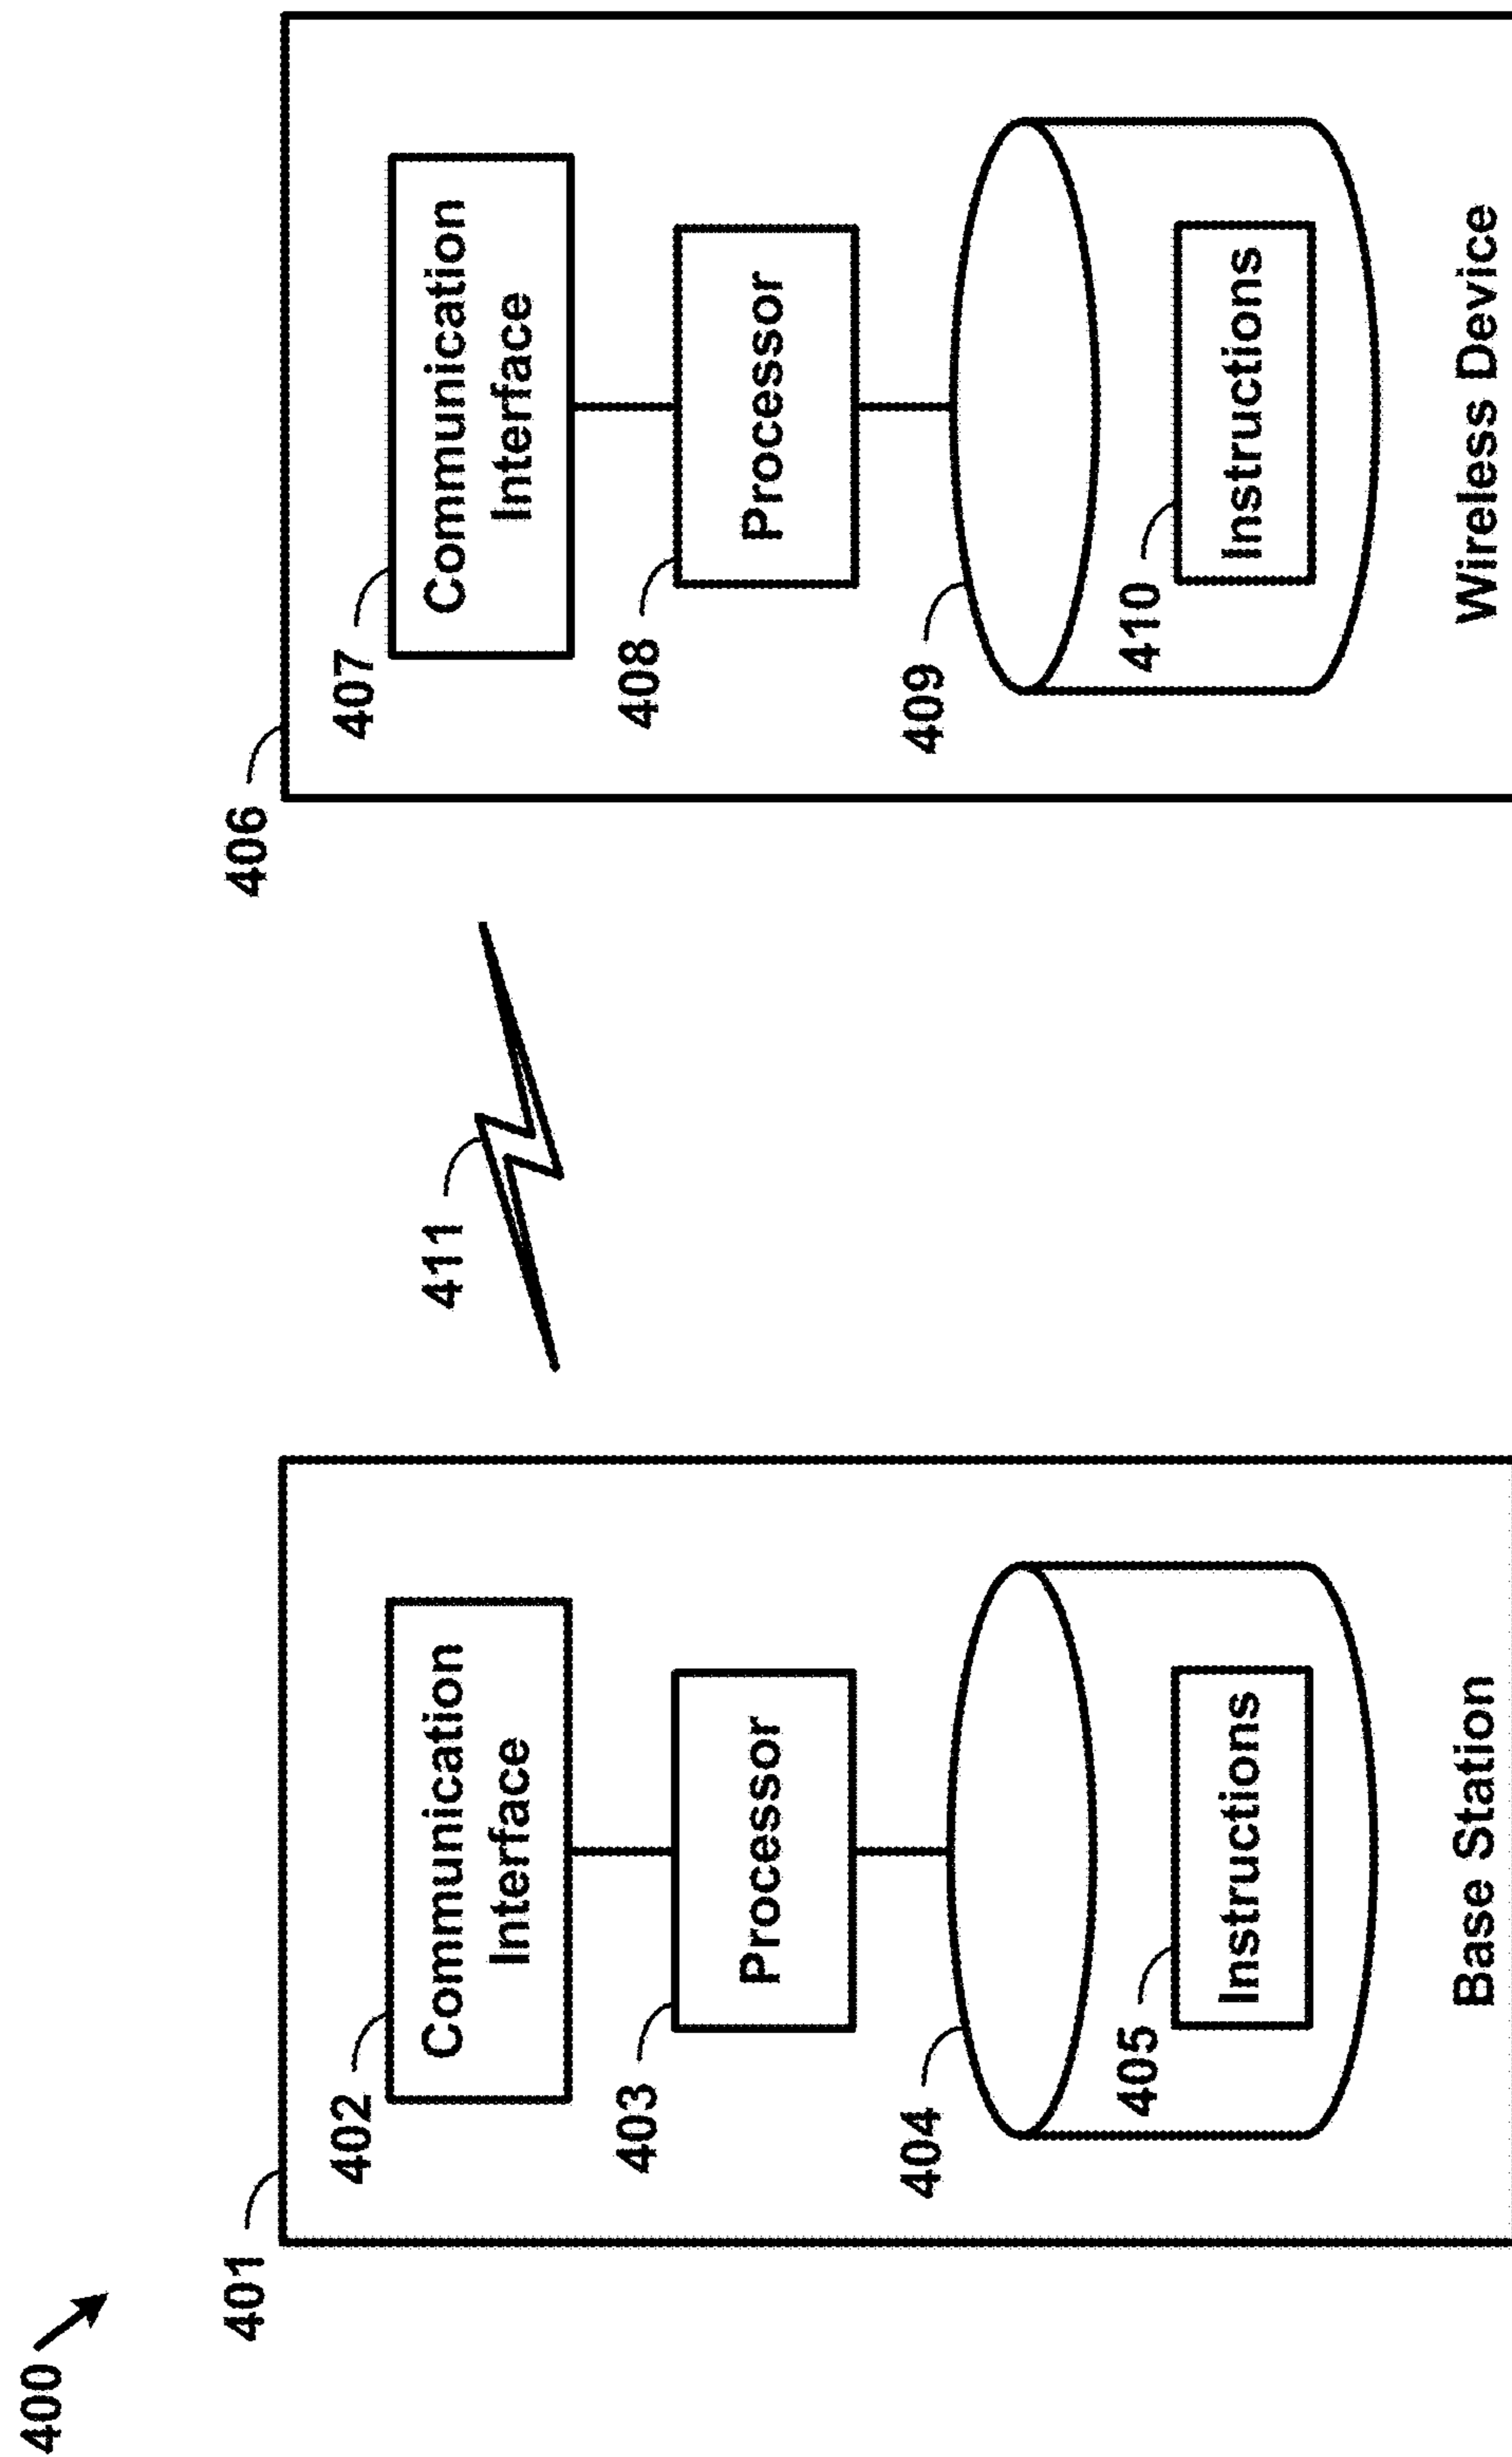 400
401
402
Communication
Interface
403
Processor
404
405
Instructions
Base Station
411
406
407
Communication
Interface
408
Processor
409
410
Instructions
Wireless Device